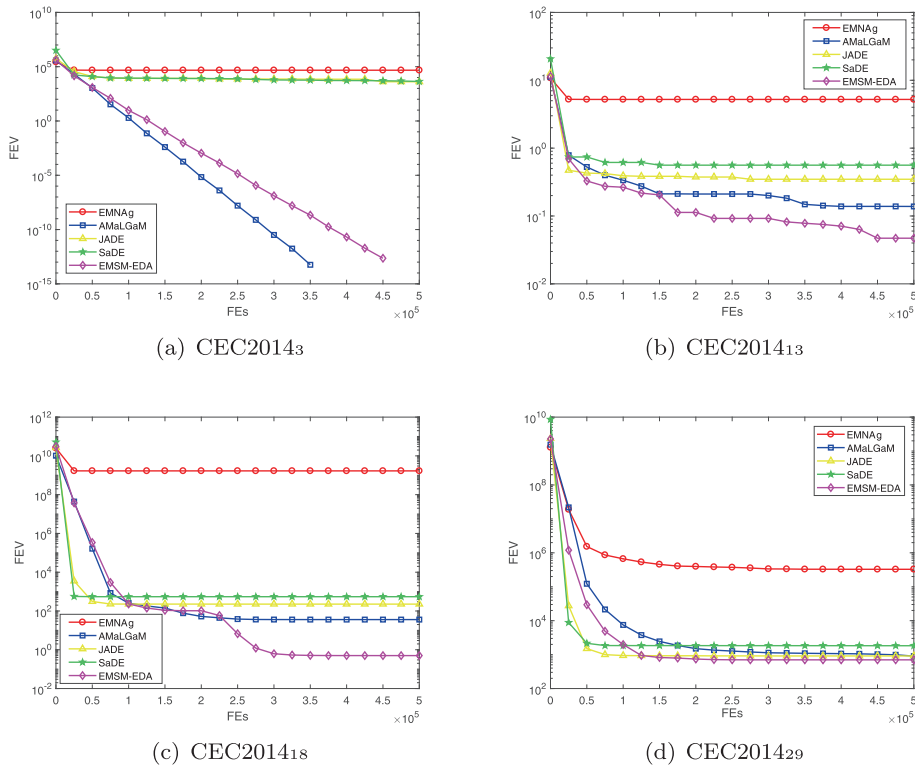 10^10
10^5
10^0
10^-5
10^-10
10^-15
FEV
EMNAg
AMaLGaM
JADE
SaDE
EMSM-EDA
0 0.5 1 1.5 2 2.5 3 3.5 4 4.5 5
FEs
×10^5
(a) CEC2014₃
10^2
10^1
10^0
10^-1
10^-2
FEV
EMNAg
AMaLGaM
JADE
SaDE
EMSM-EDA
0 0.5 1 1.5 2 2.5 3 3.5 4 4.5 5
FEs
×10^5
(b) CEC2014₁₃
10^12
10^10
10^8
10^6
10^4
10^2
10^0
10^-2
FEV
EMNAg
AMaLGaM
JADE
SaDE
EMSM-EDA
0 0.5 1 1.5 2 2.5 3 3.5 4 4.5 5
FEs
×10^5
(c) CEC2014₁₈
10^10
10^8
10^6
10^4
10^2
FEV
EMNAg
AMaLGaM
JADE
SaDE
EMSM-EDA
0 0.5 1 1.5 2 2.5 3 3.5 4 4.5 5
FEs
×10^5
(d) CEC2014₂₉